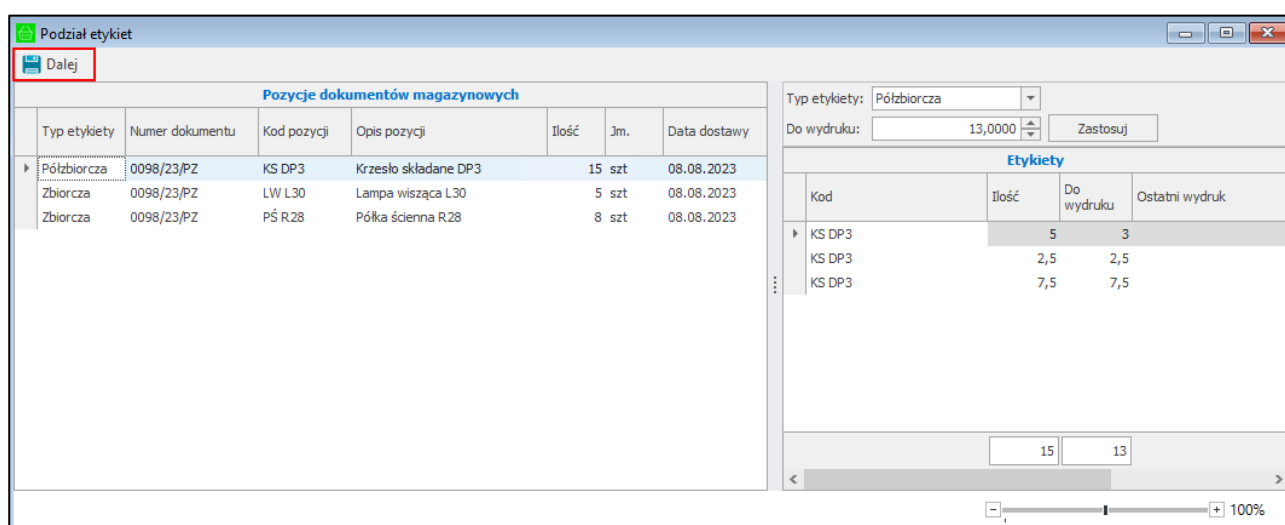 Podział etykiet
Dalej
Pozycje dokumentów magazynowych
Typ etykiety Numer dokumentu Kod pozycji Opis pozycji Ilość Jm. Data dostawy
Półzbiorcza 0098/23/PZ KS DP3 Krzesło składane DP3 15 szt 08.08.2023
Zbiorcza 0098/23/PZ LW L30 Lampa wisząca L30 5 szt 08.08.2023
Zbiorcza 0098/23/PZ PŚ R28 Półka ścienna R28 8 szt 08.08.2023
Typ etykiety: Półzbiorcza
Do wydruku: 13,0000 Zastosuj
Etykiety
Kod Ilość Do wydruku Ostatni wydruk
KS DP3 5 3
KS DP3 2,5 2,5
KS DP3 7,5 7,5
15 13
100%